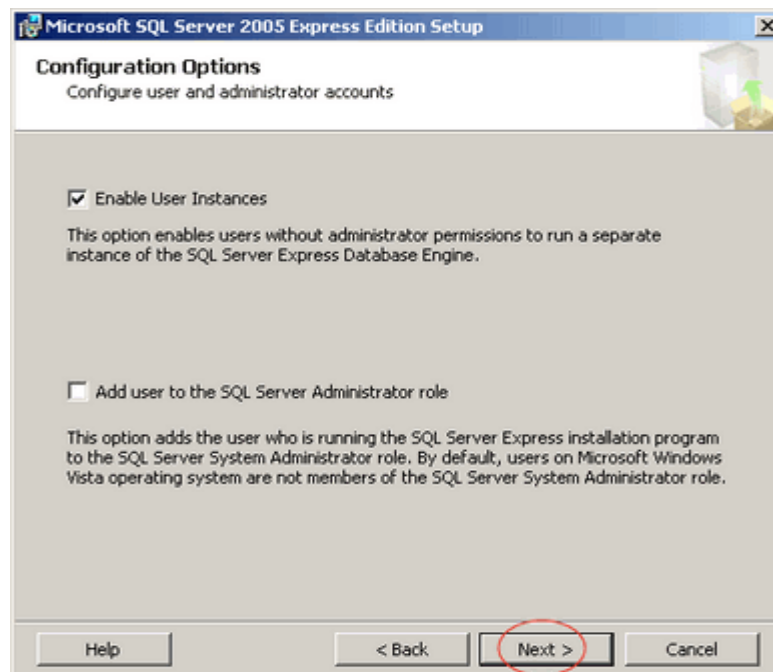 Microsoft SQL Server 2005 Express Edition Setup
Configuration Options
Configure user and administrator accounts
Enable User Instances
This option enables users without administrator permissions to run a separate
instance of the SQL Server Express Database Engine.
Add user to the SQL Server Administrator role
This option adds the user who is running the SQL Server Express installation program
to the SQL Server System Administrator role. By default, users on Microsoft Windows
Vista operating system are not members of the SQL Server System Administrator role.
Help
< Back
Next >
Cancel